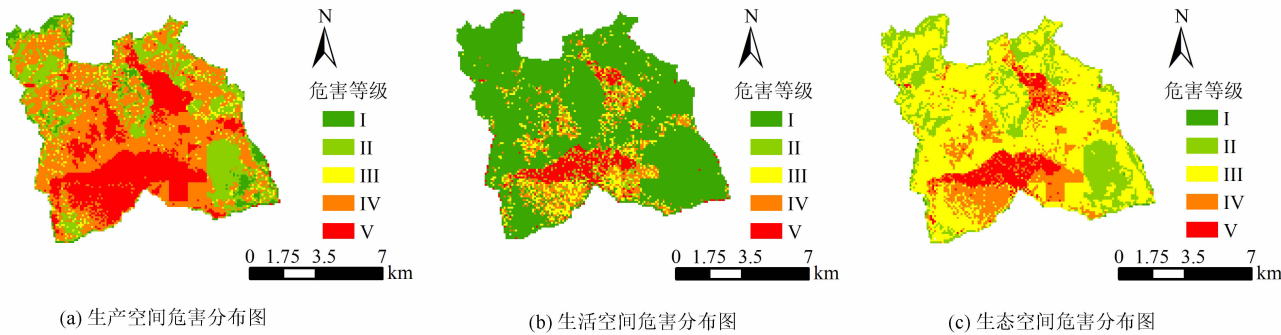 N
危害等级
I
II
III
IV
V
0 1.75 3.5 7
km
(a) 生产空间危害分布图
N
危害等级
I
II
III
IV
V
0 1.75 3.5 7
km
(b) 生活空间危害分布图
N
危害等级
I
II
III
IV
V
0 1.75 3.5 7
km
(c) 生态空间危害分布图